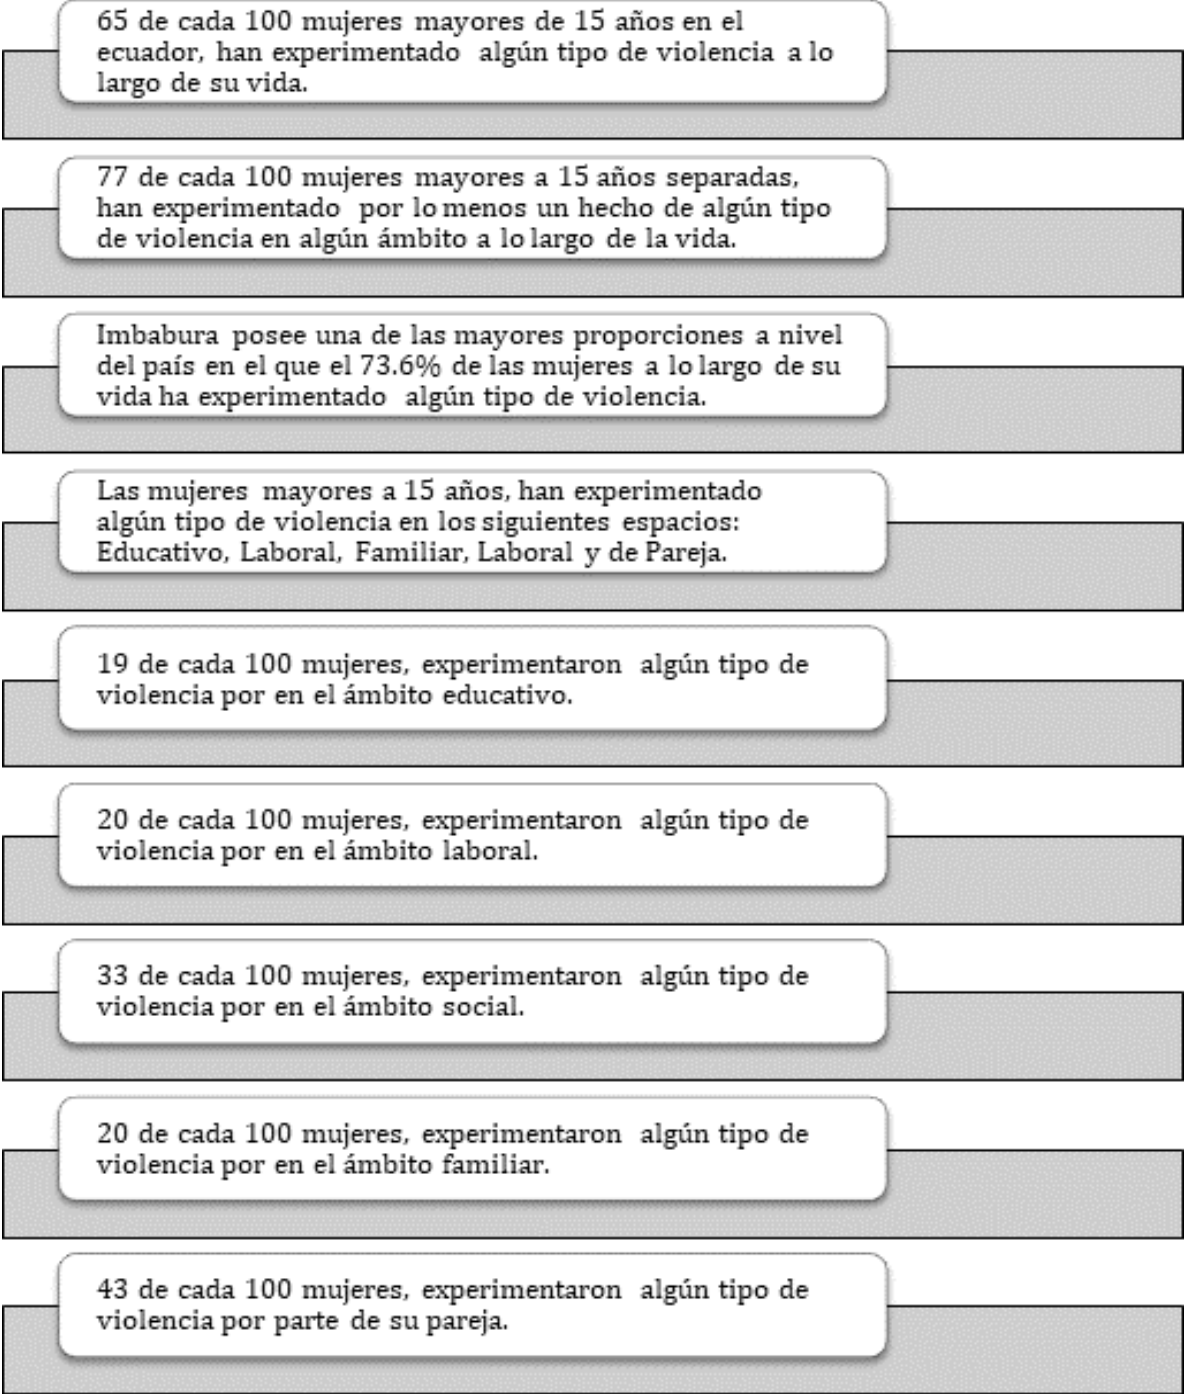 65 de cada 100 mujeres mayores de 15 años en el
ecuador, han experimentado algún tipo de violencia a lo
largo de su vida.
77 de cada 100 mujeres mayores a 15 años separadas,
han experimentado por lo menos un hecho de algún tipo
de violencia en algún ámbito a lo largo de la vida.
Imbabura posee una de las mayores proporciones a nivel
del país en el que el 73.6% de las mujeres a lo largo de su
vida ha experimentado algún tipo de violencia.
Las mujeres mayores a 15 años, han experimentado
algún tipo de violencia en los siguientes espacios:
Educativo, Laboral, Familiar, Laboral y de Pareja.
19 de cada 100 mujeres, experimentaron algún tipo de
violencia por en el ámbito educativo.
20 de cada 100 mujeres, experimentaron algún tipo de
violencia por en el ámbito laboral.
33 de cada 100 mujeres, experimentaron algún tipo de
violencia por en el ámbito social.
20 de cada 100 mujeres, experimentaron algún tipo de
violencia por en el ámbito familiar.
43 de cada 100 mujeres, experimentaron algún tipo de
violencia por parte de su pareja.